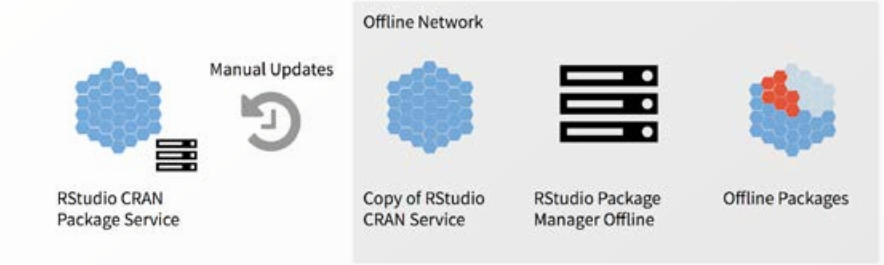 Offline Network
Manual Updates
RStudio CRAN
Package Service
Copy of RStudio
CRAN Service
RStudio Package
Manager Offline
Offline Packages